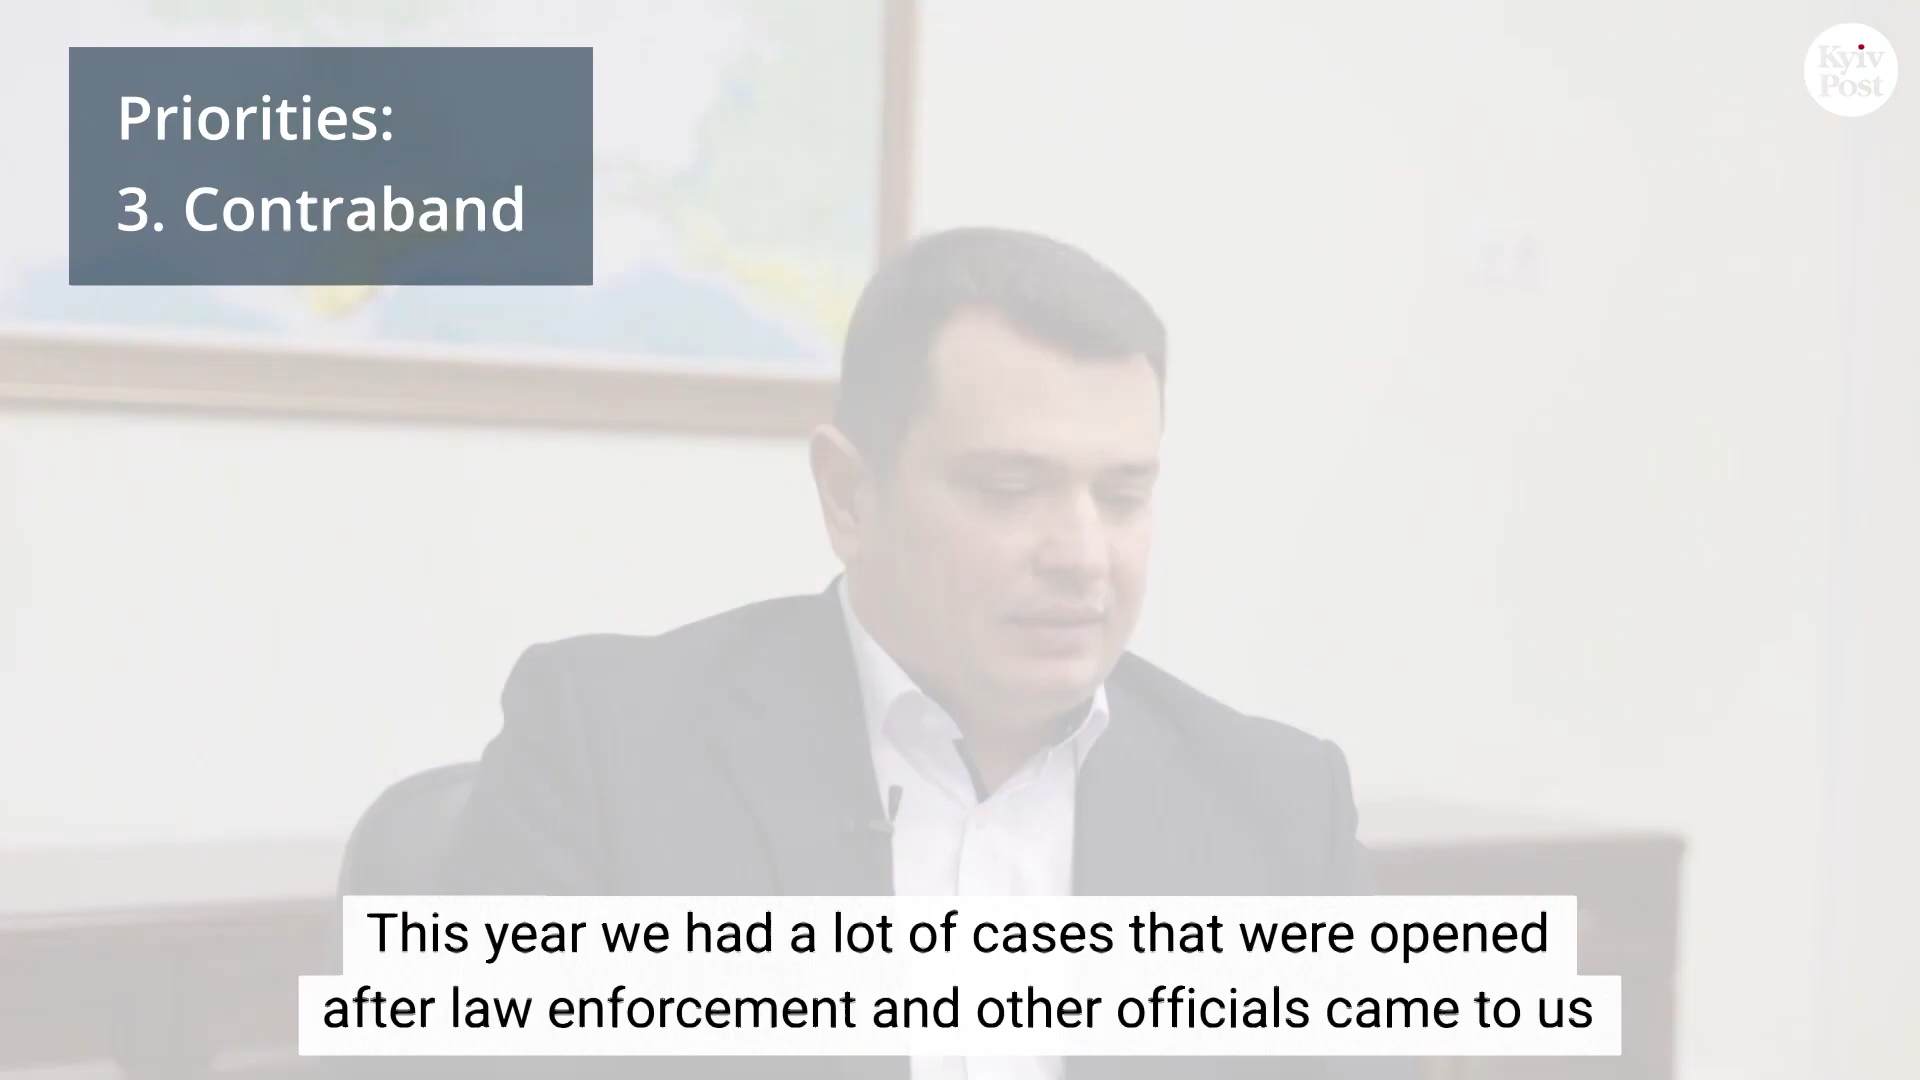 Priorities:
3. Contraband
Kyiv
Post
This year we had a lot of cases that were opened
after law enforcement and other officials came to us